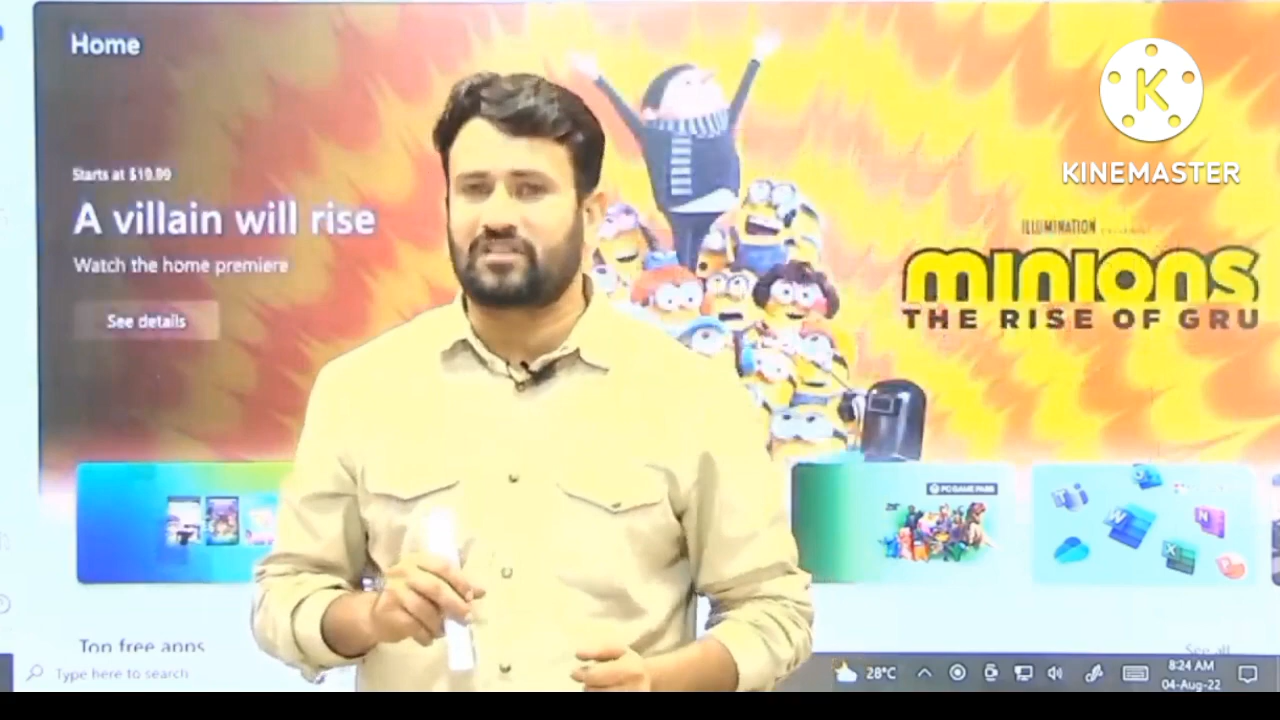 Home
K
KINEMASTER
Starts at $19.99
A villain will rise
Watch the home premiere
See details
ILLUMINATION
MINIONS
THE RISE OF GRU
PC GAME PASS
Top free apps
See all
Type here to search
28°C
8:24 AM
04-Aug-22